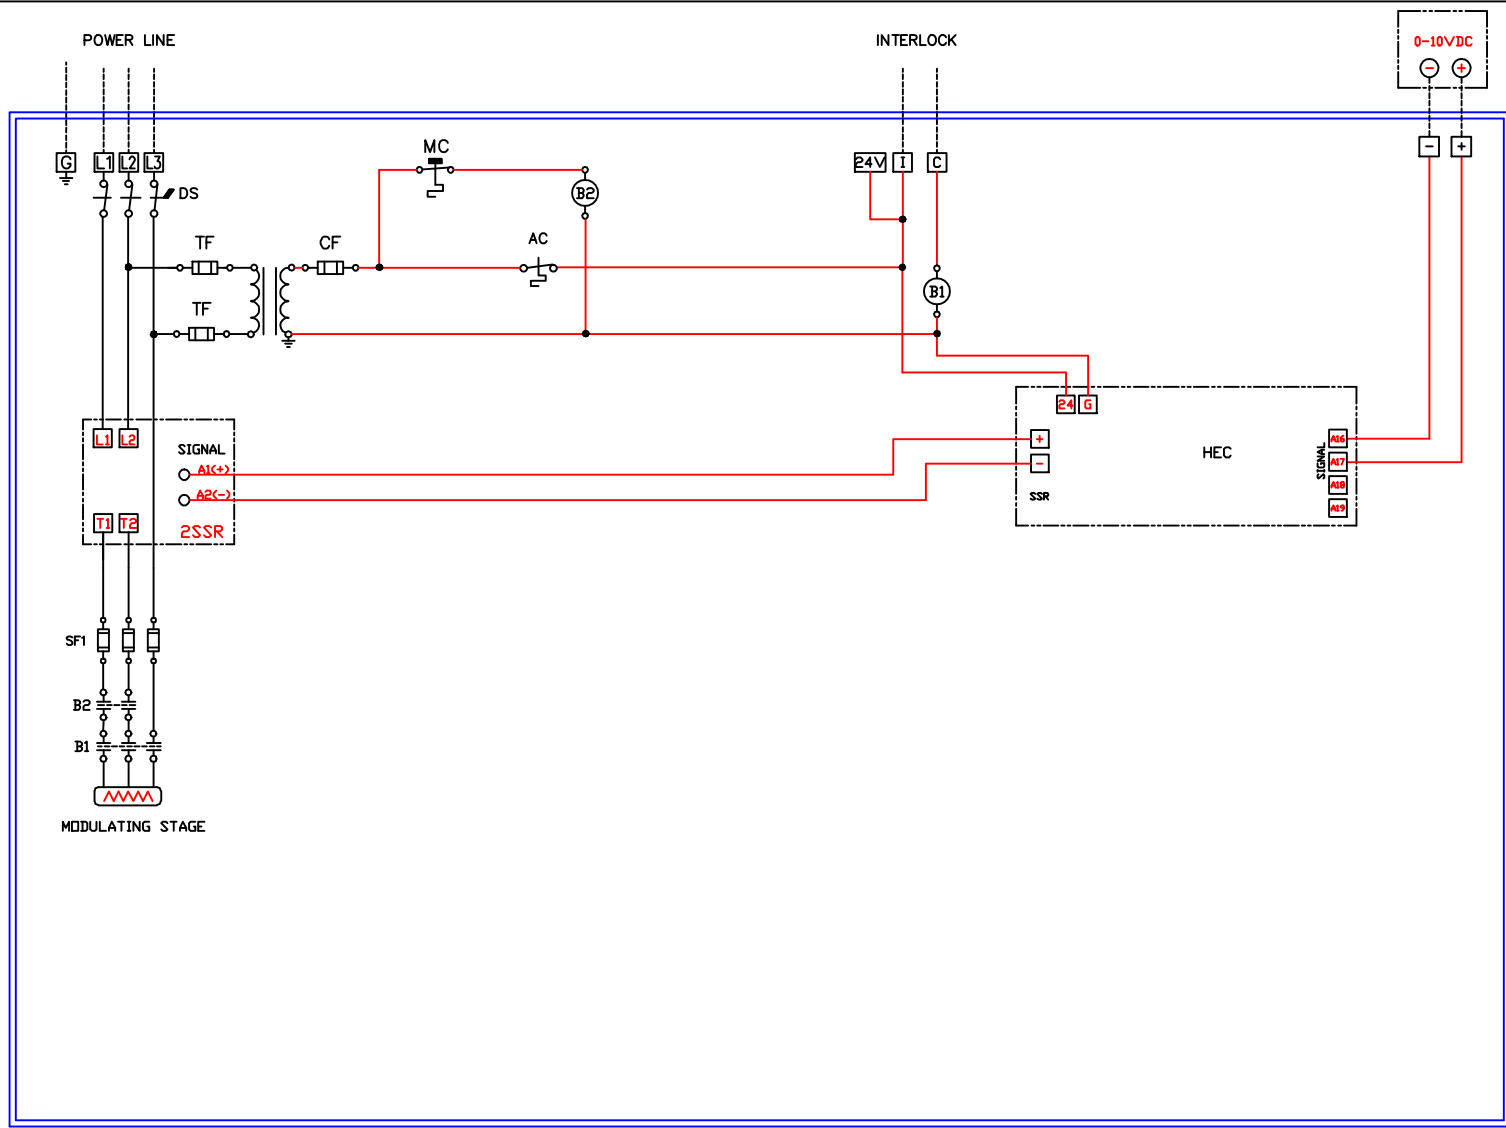 POWER LINE
INTERLOCK
0-10VDC
- +
G L1 L2 L3
DS
MC
B2
24V I C
- +
TF
CF
AC
TF
B1
24 G
L1 L2
SIGNAL
A1(+)
A2(-)
T1 T2
2SSR
+
-
SSR
HEC
SIGNAL
A16
A17
A18
A19
SF1
B2
B1
MODULATING STAGE